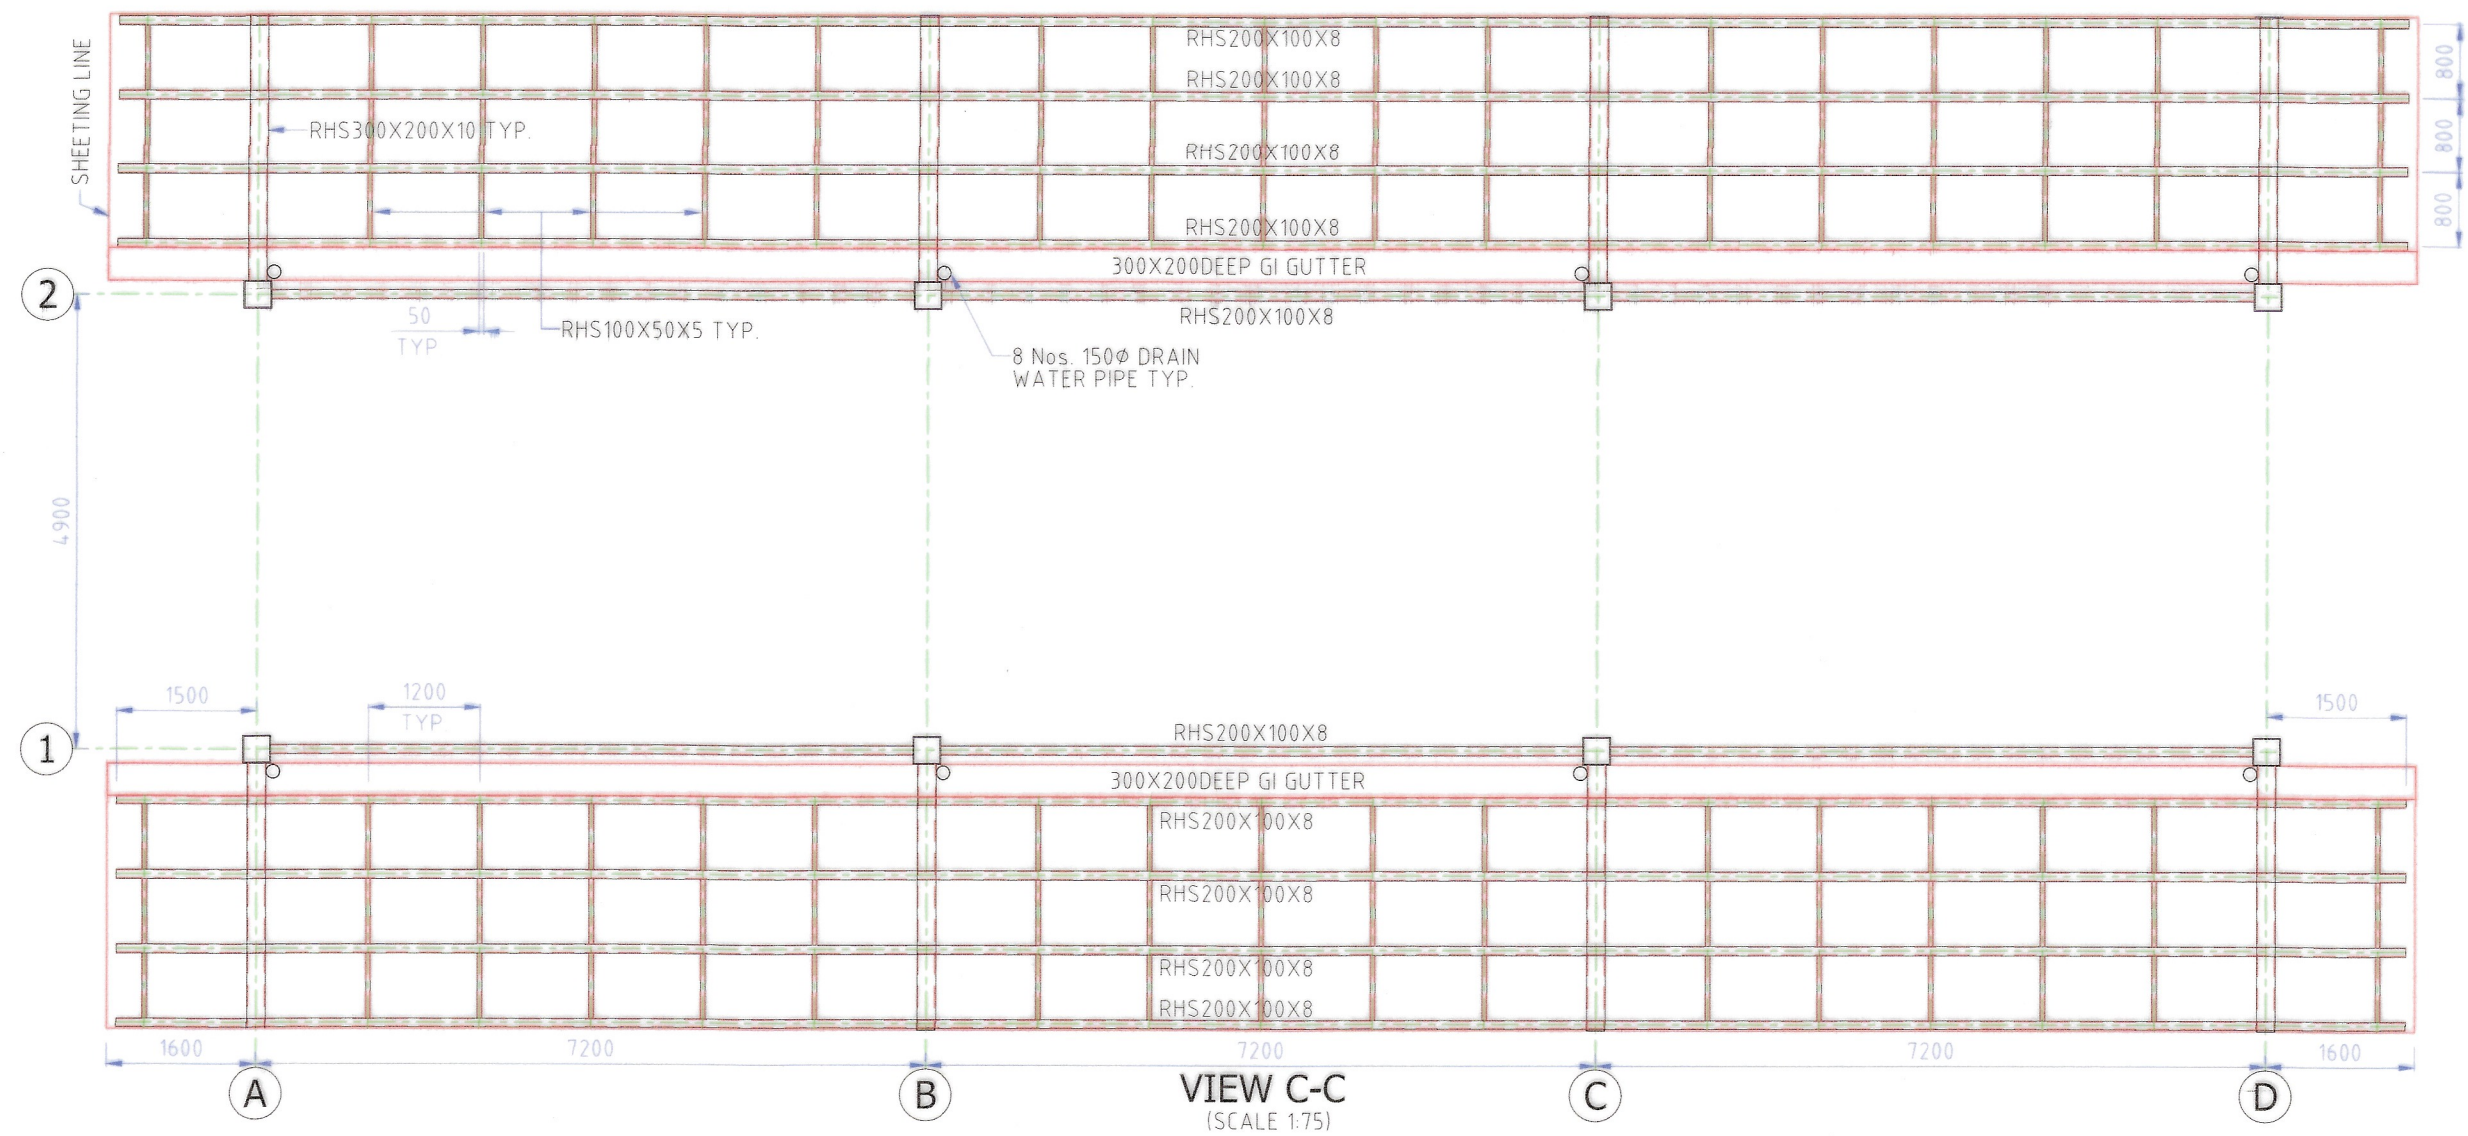 RHS200X100X8
800
SHEETING LINE
RHS200X100X8
RHS300X200X10 TYP.
800
RHS200X100X8
800
RHS200X100X8
300X200DEEP GI GUTTER
2
50
TYP
RHS100X50X5 TYP.
RHS200X100X8
8 Nos. 150Ø DRAIN
WATER PIPE TYP.
4900
1500
1200
TYP
1500
1
RHS200X100X8
300X200DEEP GI GUTTER
RHS200X100X8
RHS200X100X8
RHS200X100X8
RHS200X100X8
1600
7200
7200
7200
1600
A
B
VIEW C-C
(SCALE 1:75)
C
D